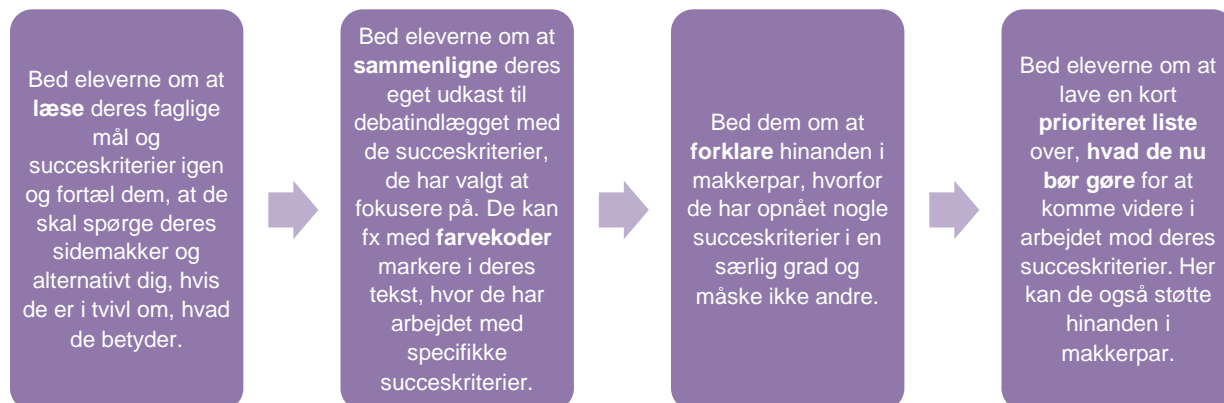 Bed eleverne om at
læse deres faglige
mål og
succeskriterier igen
og fortæl dem, at de
skal spørge deres
sidemakker og
alternativt dig, hvis
de er i tvivl om, hvad
de betyder.
Bed eleverne om at
sammenligne deres
eget udkast til
debatindlægget med
de succeskriterier,
de har valgt at
fokusere på. De kan
fx med farvekoder
markere i deres
tekst, hvor de har
arbejdet med
specifikke
succeskriterier.
Bed dem om at
forklare hinanden i
makkerpar, hvorfor
de har opnået nogle
succeskriterier i en
særlig grad og
måske ikke andre.
Bed eleverne om at
lave en kort
prioriteret liste
over, hvad de nu
bør gøre for at
komme videre i
arbejdet mod deres
succeskriterier. Her
kan de også støtte
hinanden i
makkerpar.